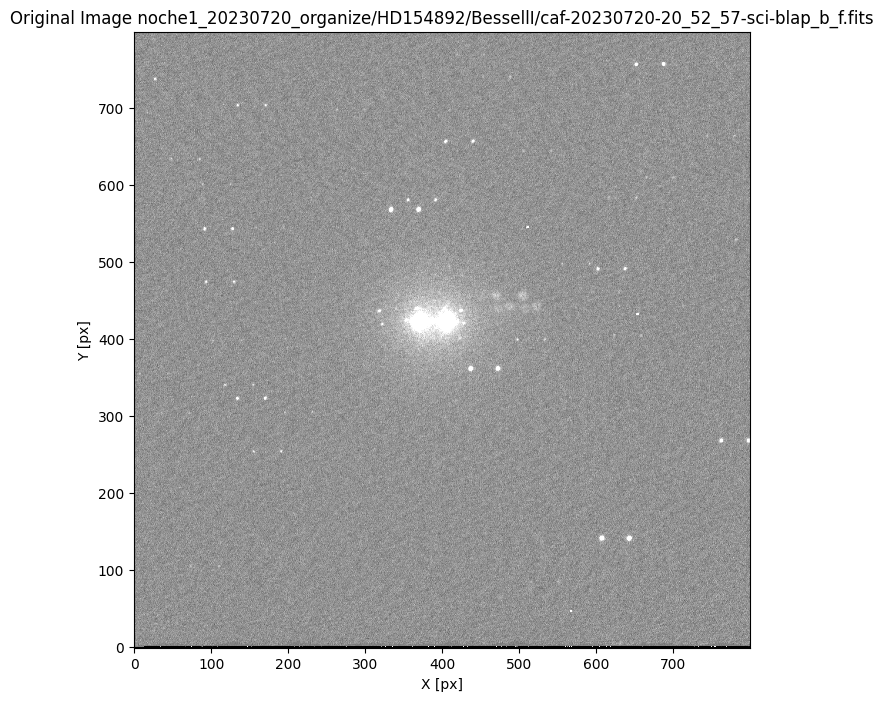 Original Image noche1_20230720_organize/HD154892/BessellI/caf-20230720-20_52_57-sci-blap_b_f.fits
700
600
500
400
300
200
100
0
Y [px]
0 100 200 300 400 500 600 700
X [px]